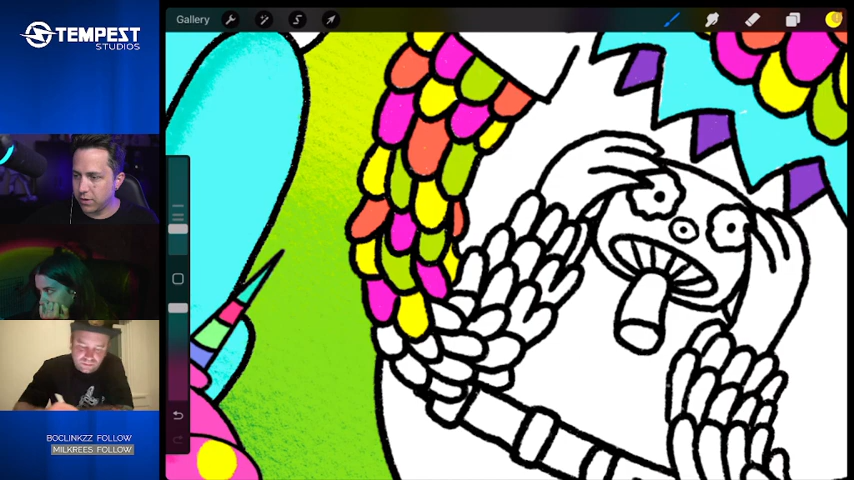 TEMPEST
STUDIOS
Gallery
BOCLINKZZ FOLLOW
MILKREES FOLLOW